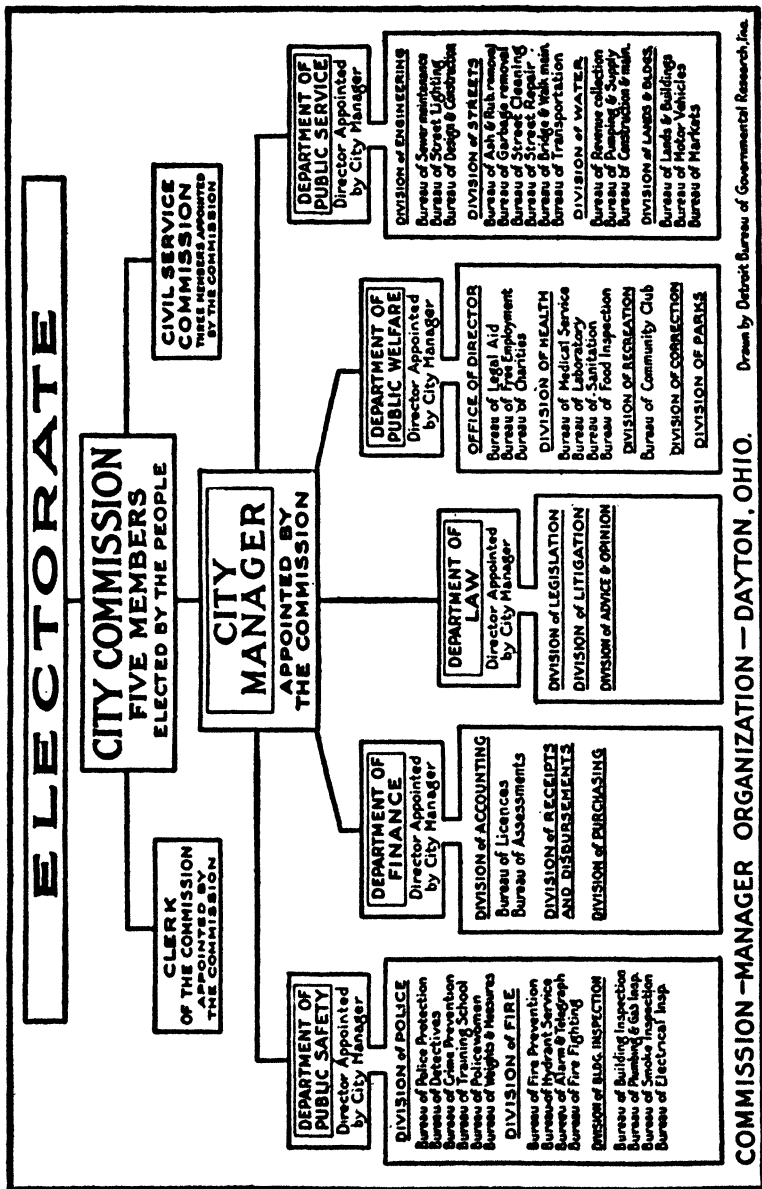 ELECTORATE
CITY COMMISSION
FIVE MEMBERS
ELECTED BY THE PEOPLE
CLERK
OF THE COMMISSION
APPOINTED BY
THE COMMISSION
CIVIL SERVICE
COMMISSION
THREE MEMBERS APPOINTED
BY THE COMMISSION
CITY
MANAGER
APPOINTED BY
THE COMMISSION
DEPARTMENT OF
PUBLIC SAFETY
Director Appointed
by City Manager
DIVISION of POLICE
Bureau of Police Protection
Bureau of Detectives
Bureau of Crime Prevention
Bureau of Training School
Bureau of Policewomen
Bureau of Weights & Measures
DIVISION of FIRE
Bureau of Fire Prevention
Bureau of Hydrant Service
Bureau of Alarm & Telegraph
Bureau of Fire Fighting
DIVISION of BLDG. INSPECTION
Bureau of Building Inspection
Bureau of Plumbing & Gas Insp.
Bureau of Smoke Inspection
Bureau of Electrical Insp.
DEPARTMENT OF
FINANCE
Director Appointed
by City Manager
DIVISION of ACCOUNTING
Bureau of Licences
Bureau of Assessments
DIVISION of RECEIPTS
AND DISBURSEMENTS
DIVISION of PURCHASING
DEPARTMENT OF
LAW
Director Appointed
by City Manager
DIVISION of LEGISLATION
DIVISION of LITIGATION
DIVISION of ADVICE & OPINION
DEPARTMENT OF
PUBLIC WELFARE
Director Appointed
by City Manager
OFFICE OF DIRECTOR
Bureau of Legal Aid
Bureau of Free Employment
Bureau of Charities
DIVISION OF HEALTH
Bureau of Medical Service
Bureau of Laboratory
Bureau of Sanitation
Bureau of Food Inspection
DIVISION OF RECREATION
Bureau of Community Club
DIVISION OF CORRECTION
DIVISION OF PARKS
DEPARTMENT OF
PUBLIC SERVICE
Director Appointed
by City Manager
DIVISION of ENGINEERING
Bureau of Sewer maintenance
Bureau of Street Lighting
Bureau of Design & Construction
DIVISION of STREETS
Bureau of Ash & Rub. removal
Bureau of Garbage removal
Bureau of Street Cleaning
Bureau of Street Repair
Bureau of Bridge & Walk main.
Bureau of Transportation
DIVISION of WATER
Bureau of Revenue collection
Bureau of Pumping & Supply
Bureau of Construction & main.
DIVISION of LANDS & BLDGS.
Bureau of Lands & Buildings
Bureau of Motor Vehicles
Bureau of Markets
COMMISSION-MANAGER ORGANIZATION — DAYTON, OHIO.
Drawn by Detroit Bureau of Governmental Research, Inc.